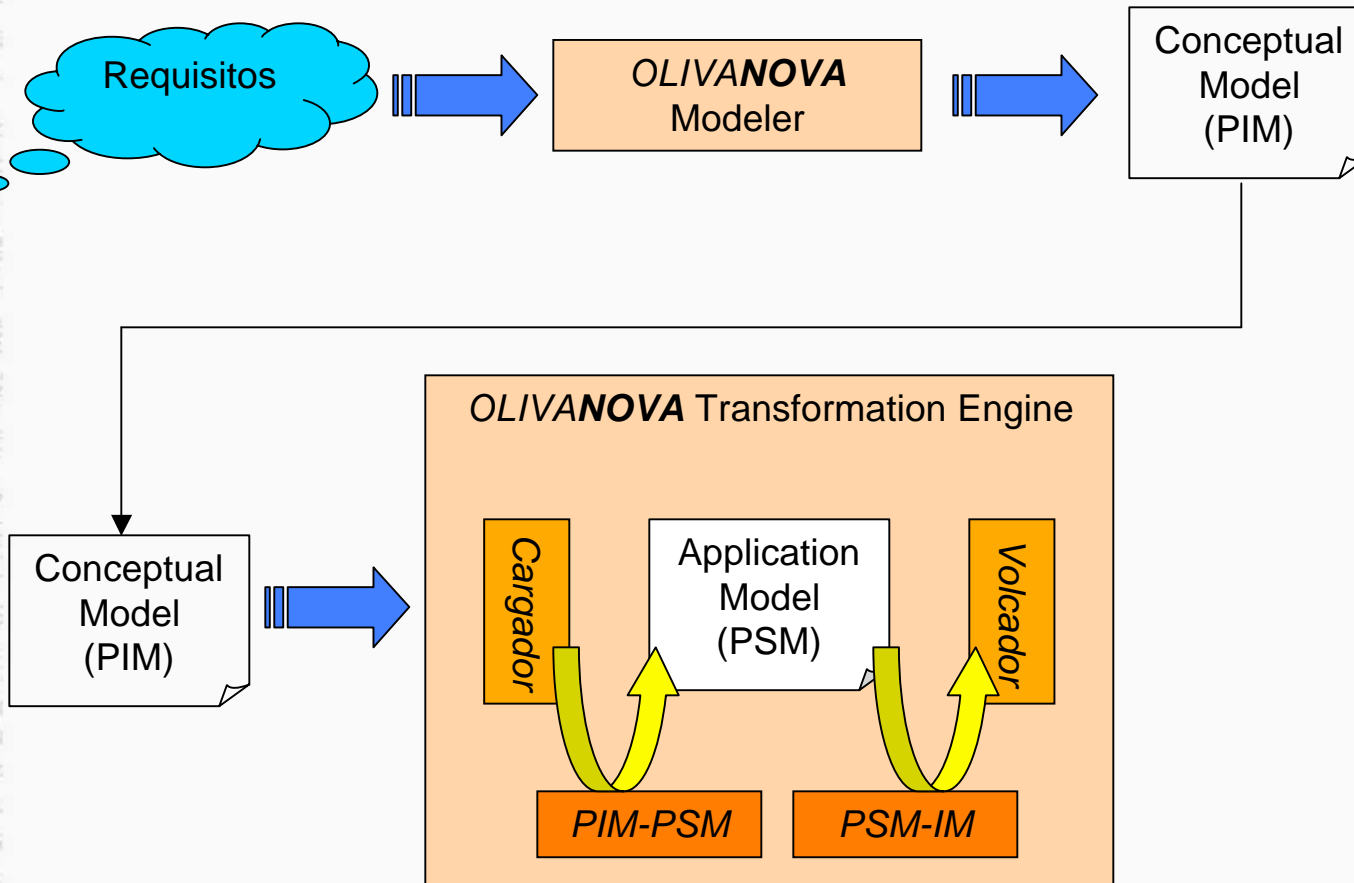 Requisitos
OLIVANOVA
Modeler
Conceptual
Model
(PIM)
OLIVANOVA Transformation Engine
Conceptual
Model
(PIM)
Cargador
Application
Model
(PSM)
Volcador
PIM-PSM
PSM-IM